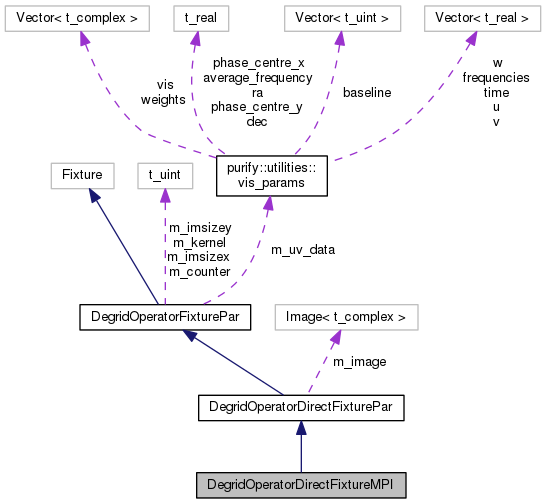 Vector< t_complex >
t_real
Vector< t_uint >
Vector< t_real >
vis
weights
phase_centre_x
average_frequency
ra
phase_centre_y
dec
baseline
w
frequencies
time
u
v
Fixture
t_uint
purify::utilities::
vis_params
m_imsizey
m_kernel
m_imsizex
m_counter
m_uv_data
DegridOperatorFixturePar
Image< t_complex >
m_image
DegridOperatorDirectFixturePar
DegridOperatorDirectFixtureMPI